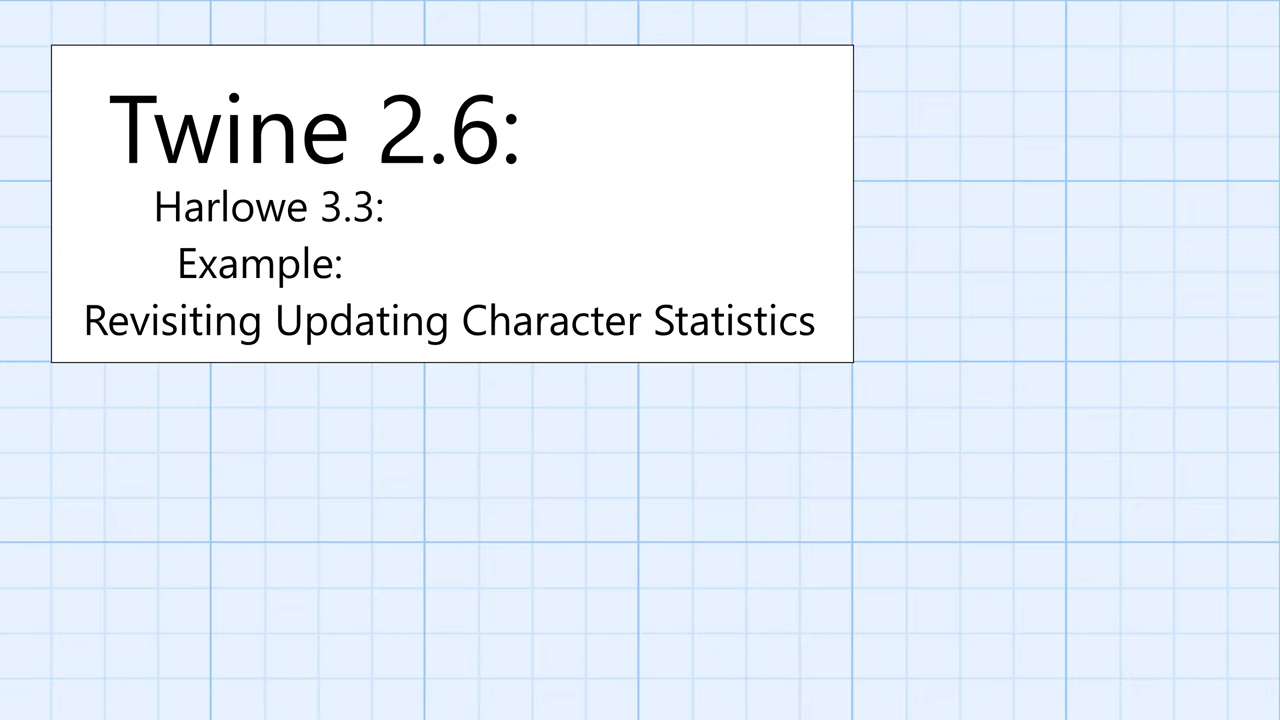 Twine 2.6:
Harlowe 3.3:
Example:
Revisiting Updating Character Statistics